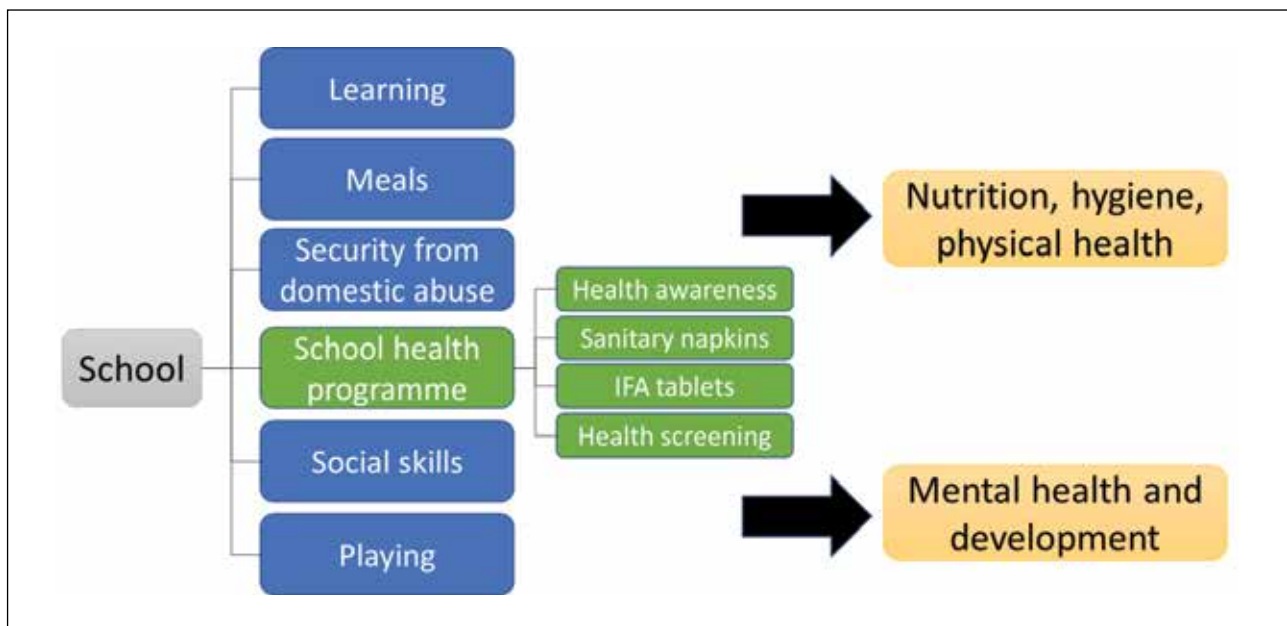 School
Learning
Meals
Security from
domestic abuse
School health
programme
Social skills
Playing
Health awareness
Sanitary napkins
IFA tablets
Health screening
Nutrition, hygiene,
physical health
Mental health and
development